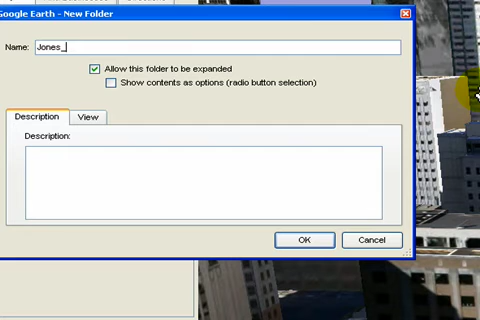 Google Earth - New Folder
Name: Jones_
Allow this folder to be expanded
Show contents as options (radio button selection)
Description View
Description:
OK Cancel